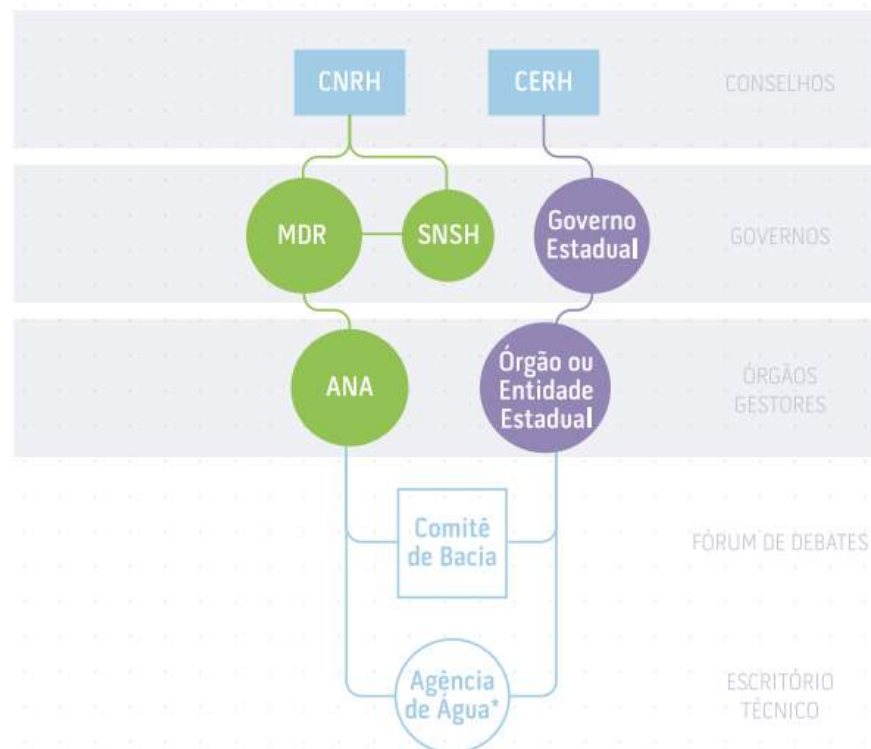 CNRH
CERH
CONSELHOS
MDR
SNSH
Governo
Estadual
GOVERNOS
ANA
Órgão ou
Entidade
Estadual
ÓRGÃOS
GESTORES
Comitê
de Bacia
FÓRUM DE DEBATES
Agência
de Água*
ESCRITÓRIO
TÉCNICO